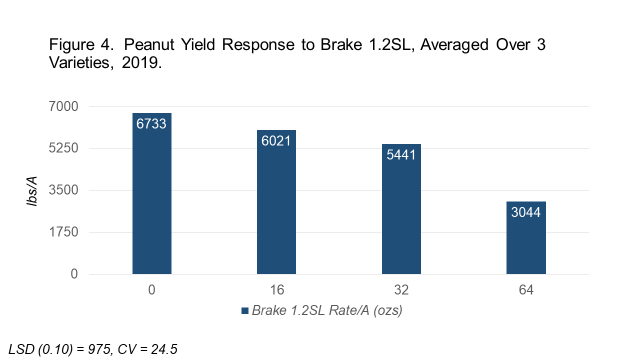 Figure 4. Peanut Yield Response to Brake 1.2SL, Averaged Over 3
Varieties, 2019.
7000
5250
3500
1750
0
lbs/A
6733
6021
5441
3044
0
16
32
64
Brake 1.2SL Rate/A (ozs)
LSD (0.10) = 975, CV = 24.5